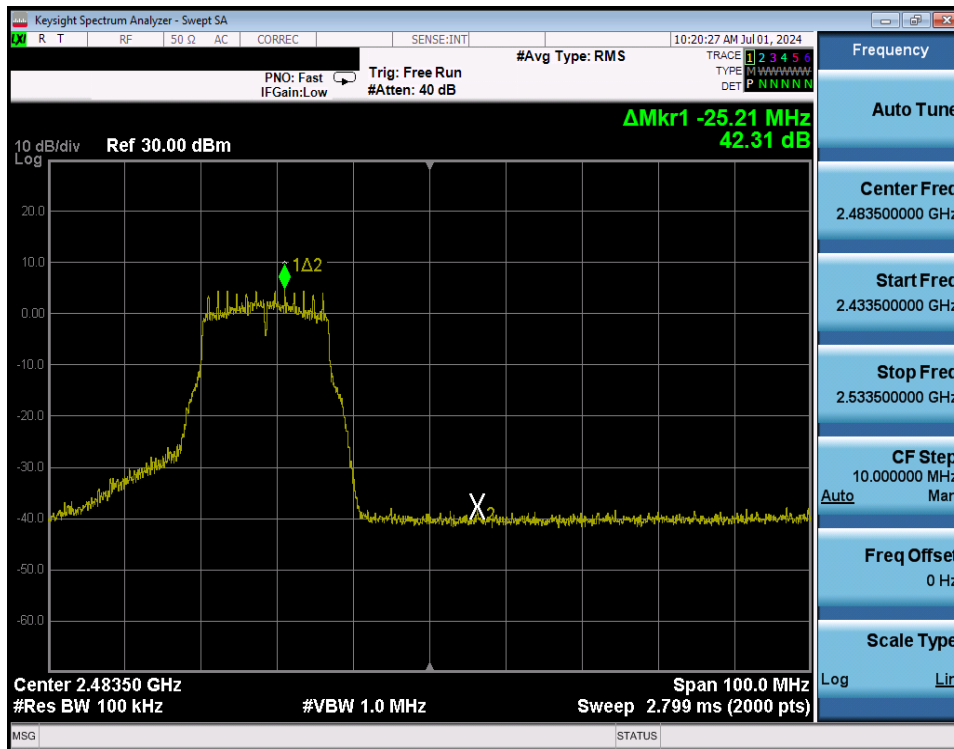 Keysight Spectrum Analyzer - Swept SA
LXI R T RF 50 Ω AC CORREC SENSE:INT 10:20:27 AM Jul 01, 2024
PNO: Fast
IFGain:Low
Trig: Free Run
#Atten: 40 dB
#Avg Type: RMS
TRACE 1 2 3 4 5 6
TYPE M W W W W W
DET P N N N N N
ΔMkr1 -25.21 MHz
42.31 dB
10 dB/div
Log
Ref 30.00 dBm
20.0
10.0
0.00
-10.0
-20.0
-30.0
-40.0
-50.0
-60.0
1Δ2
X2
Center 2.48350 GHz
#Res BW 100 kHz
#VBW 1.0 MHz
Span 100.0 MHz
Sweep 2.799 ms (2000 pts)
MSG
STATUS
Frequency
Auto Tune
Center Freq
2.483500000 GHz
Start Freq
2.433500000 GHz
Stop Freq
2.533500000 GHz
CF Step
10.000000 MHz
Auto Man
Freq Offset
0 Hz
Scale Type
Log Lin